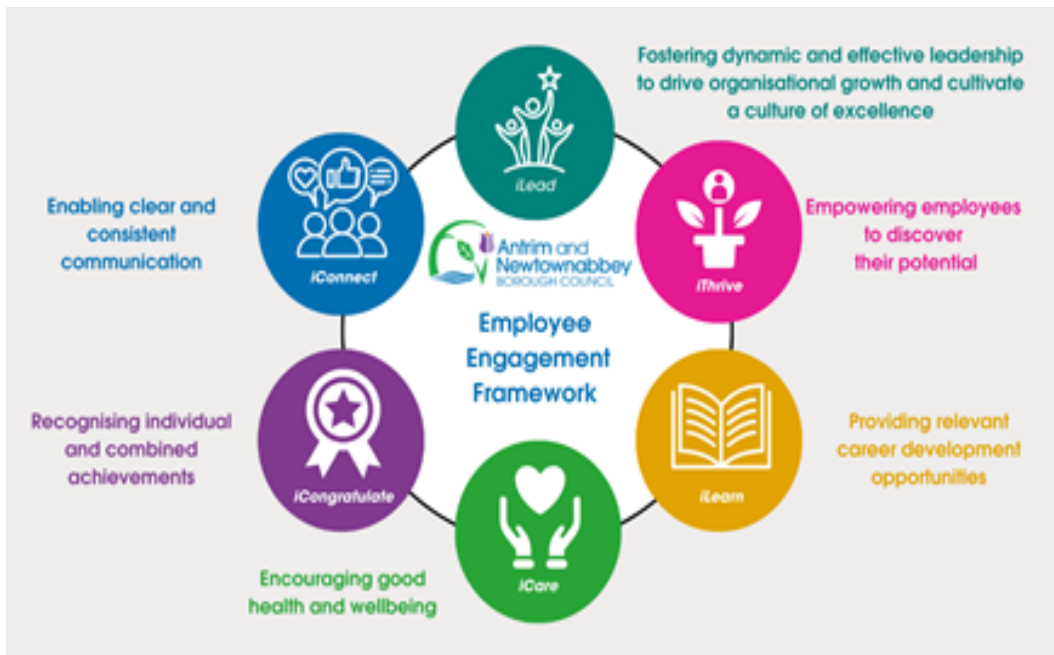 Fostering dynamic and effective leadership
to drive organisational growth and cultivate
a culture of excellence
iLead
Enabling clear and
consistent
communication
iConnect
Empowering employees
to discover
their potential
iThrive
Antrim and
Newtownabbey
BOROUGH COUNCIL
Employee
Engagement
Framework
Recognising individual
and combined
achievements
iCongratulate
Providing relevant
career development
opportunities
iLearn
iCare
Encouraging good
health and wellbeing